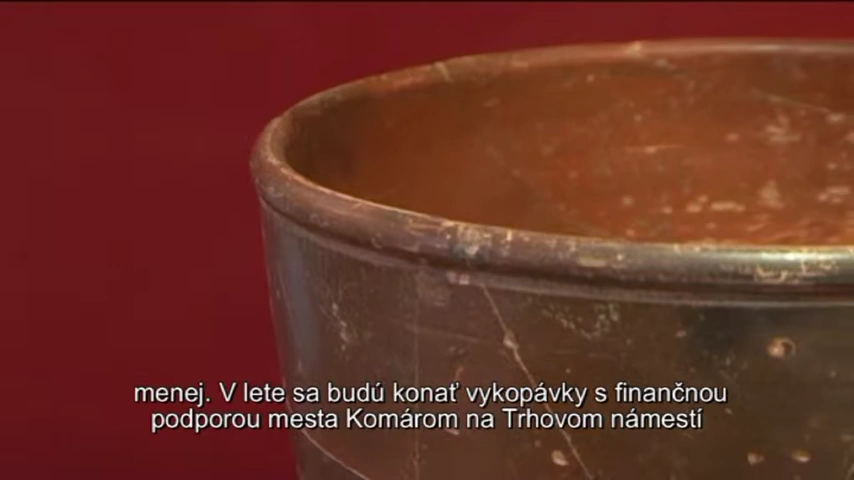 menej. V lete sa budú konať vykopávky s finančnou
podporou mesta Komárom na Trhovom námestí